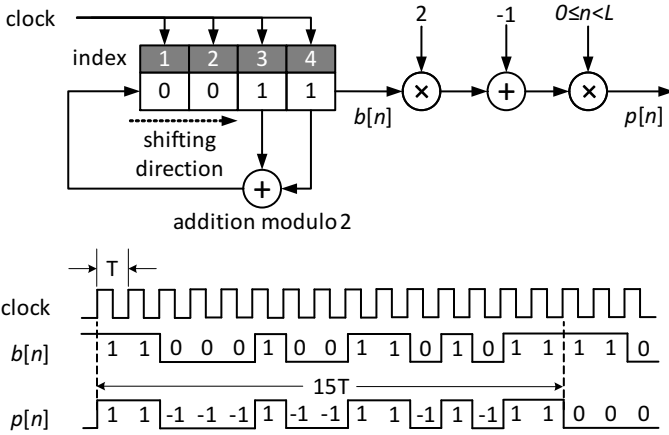 clock
2 -1 0≤n<L
index 1 2 3 4
0 0 1 1
× + ×
b[n] p[n]
shifting
direction
+
addition modulo 2
T
clock
b[n] 1 1 0 0 0 1 0 0 1 1 0 1 0 1 1 1 1 0
15T
p[n] 1 1 -1 -1 -1 1 -1 -1 1 1 -1 1 -1 1 1 0 0 0